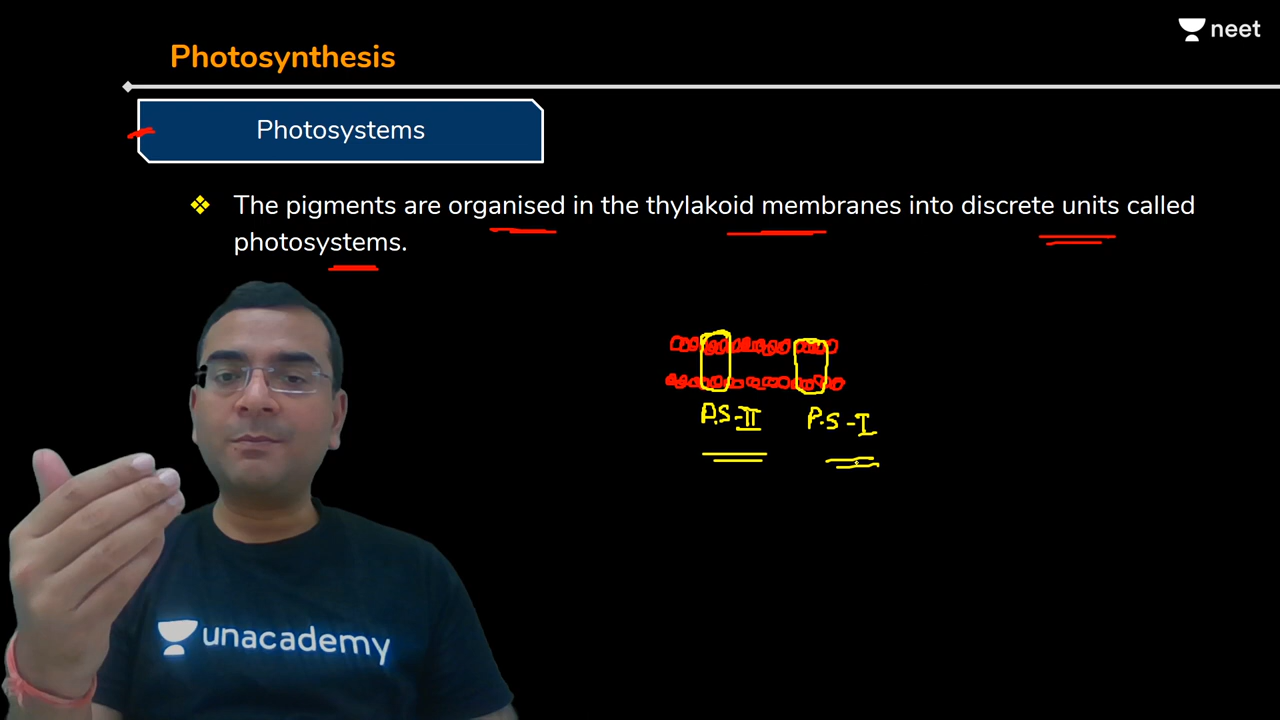 neet
Photosynthesis
Photosystems
❖ The pigments are organised in the thylakoid membranes into discrete units called
photosystems.
P.S-II P.S-I
unacademy